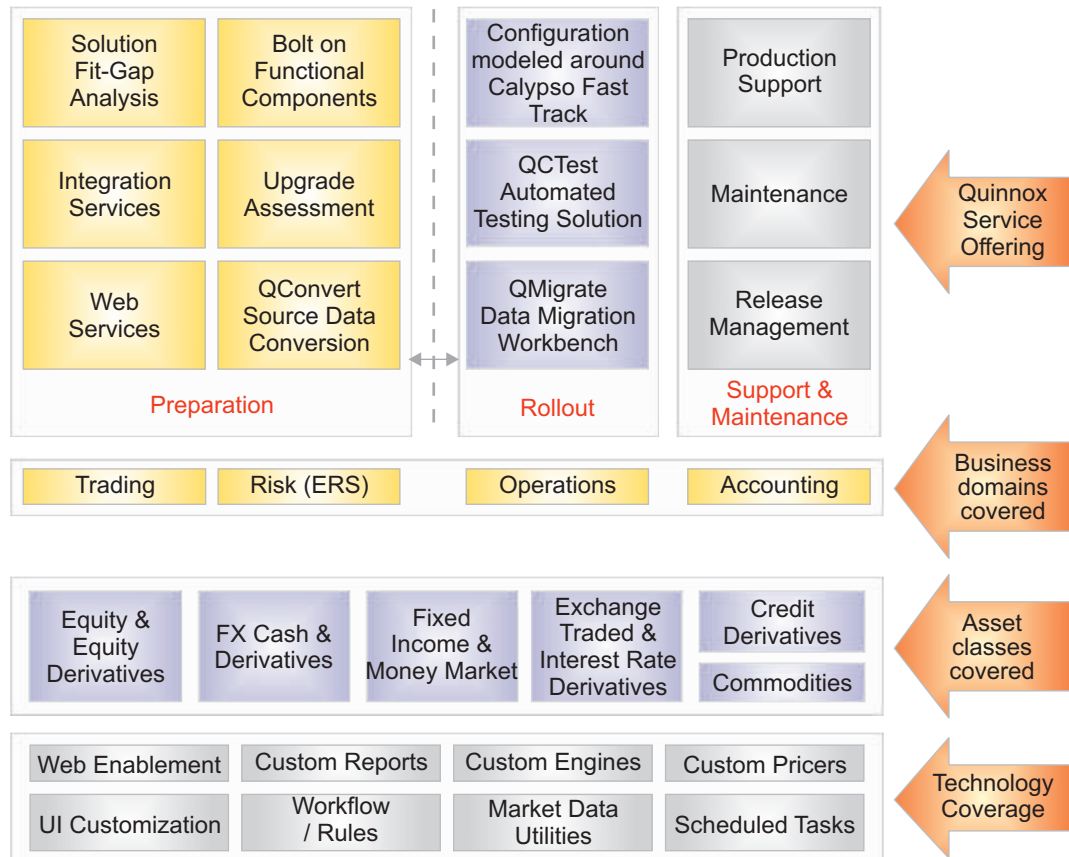 Solution
Fit-Gap
Analysis
Bolt on
Functional
Components
Integration
Services
Upgrade
Assessment
Web
Services
QConvert
Source Data
Conversion
Preparation
Configuration
modeled around
Calypso Fast
Track
QCTest
Automated
Testing Solution
QMigrate
Data Migration
Workbench
Rollout
Production
Support
Maintenance
Release
Management
Support &
Maintenance
Quinnox
Service
Offering
Trading
Risk (ERS)
Operations
Accounting
Business
domains
covered
Equity &
Equity
Derivatives
FX Cash &
Derivatives
Fixed
Income &
Money Market
Exchange
Traded &
Interest Rate
Derivatives
Credit
Derivatives
Commodities
Asset
classes
covered
Web Enablement
Custom Reports
Custom Engines
Custom Pricers
UI Customization
Workflow
/ Rules
Market Data
Utilities
Scheduled Tasks
Technology
Coverage